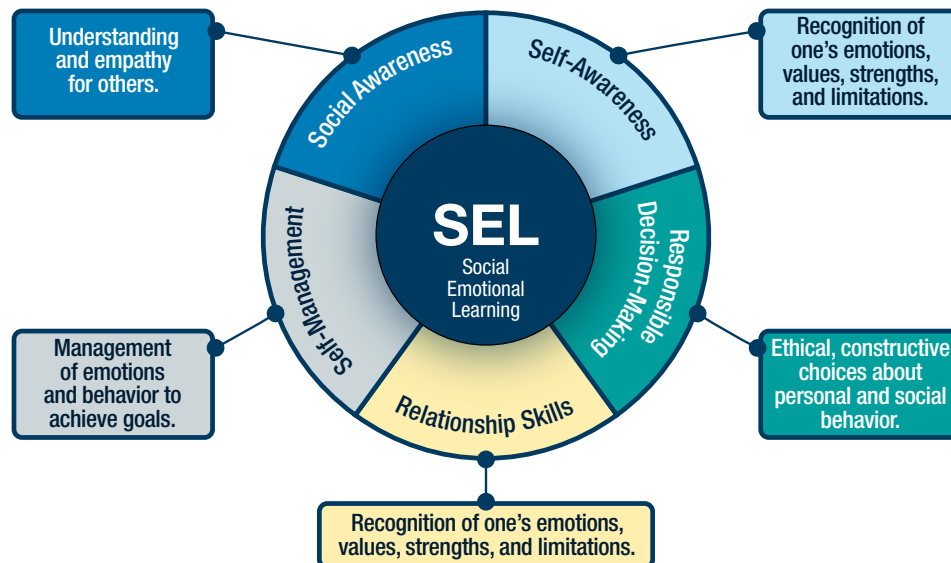 Understanding
and empathy
for others.
Social Awareness
Self-Awareness
Recognition of
one's emotions,
values, strengths,
and limitations.
SEL
Social
Emotional
Learning
Self-Management
Responsible
Decision-Making
Management
of emotions
and behavior to
achieve goals.
Relationship Skills
Ethical, constructive
choices about
personal and social
behavior.
Recognition of one's emotions,
values, strengths, and limitations.